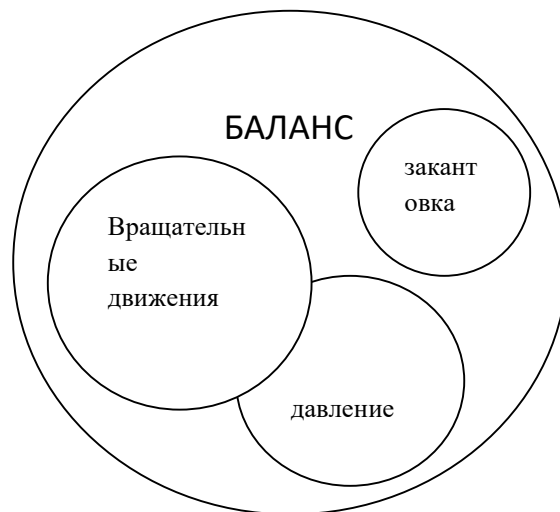 БАЛАНС
закант
овка
Вращательн
ые
движения
давление